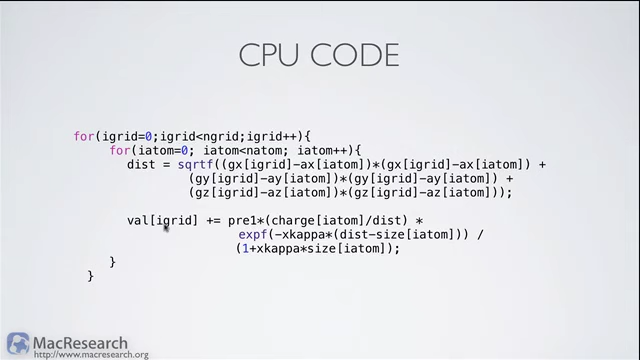 CPU CODE
for(igrid=0;igrid<ngrid;igrid++){
for(iatom=0; iatom<natom; iatom++){
dist = sqrtf((gx[igrid]-ax[iatom])*(gx[igrid]-ax[iatom]) +
(gy[igrid]-ay[iatom])*(gy[igrid]-ay[iatom]) +
(gz[igrid]-az[iatom])*(gz[igrid]-az[iatom]));
val[igrid] += pre1*(charge[iatom]/dist) *
expf(-xkappa*(dist-size[iatom])) /
(1+xkappa*size[iatom]);
}
}
MacResearch
http://www.macresearch.org